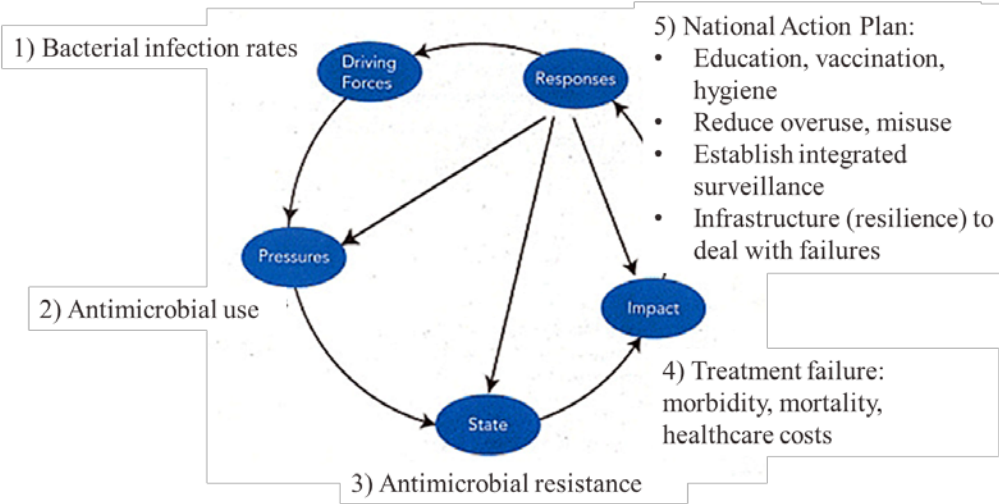 1) Bacterial infection rates
Driving
Forces
Responses
5) National Action Plan:
• Education, vaccination,
hygiene
• Reduce overuse, misuse
• Establish integrated
surveillance
• Infrastructure (resilience) to
deal with failures
Pressures
2) Antimicrobial use
Impact
4) Treatment failure:
morbidity, mortality,
healthcare costs
State
3) Antimicrobial resistance